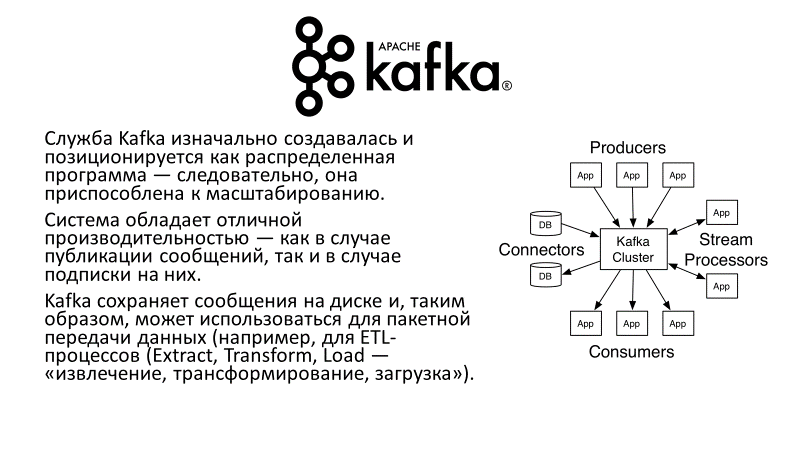 APACHE
kafka®
Служба Kafka изначально создавалась и
позиционируется как распределенная
программа — следовательно, она
приспособлена к масштабированию.
Система обладает отличной
производительностью — как в случае
публикации сообщений, так и в случае
подписки на них.
Kafka сохраняет сообщения на диске и, таким
образом, может использоваться для пакетной
передачи данных (например, для ETL-
процессов (Extract, Transform, Load —
«извлечение, трансформирование, загрузка»).
Producers
App App App
DB
App
Connectors
Kafka
Cluster
Stream
Processors
DB
App
App App App
Consumers